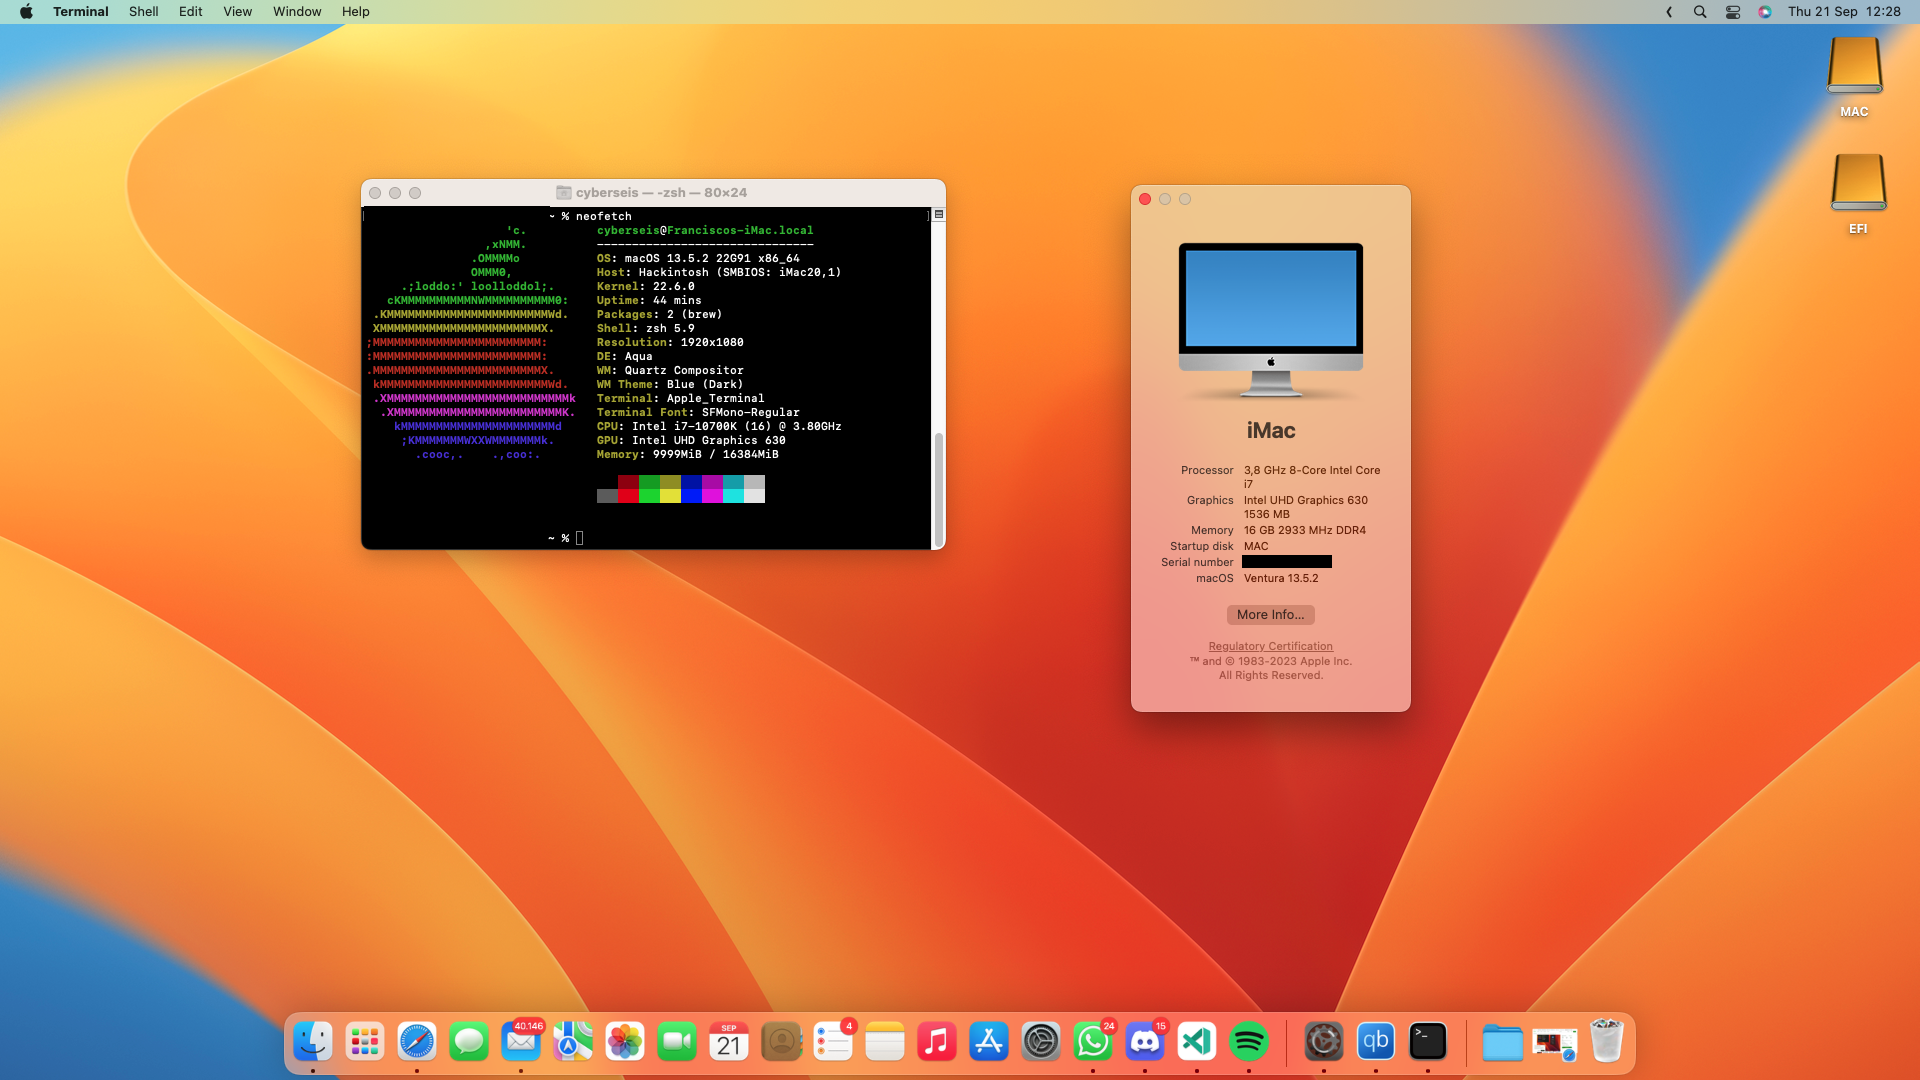 Terminal Shell Edit View Window Help
Thu 21 Sep 12:28
MAC
EFI
cyberseis — -zsh — 80×24
~ % neofetch
'c. cyberseis@Franciscos-iMac.local
,xNMM. -------------------------------
.OMMMMo OS: macOS 13.5.2 22G91 x86_64
OMMM0, Host: Hackintosh (SMBIOS: iMac20,1)
.;loddo:' loolloddol;. Kernel: 22.6.0
cKMMMMMMMMMMNWMMMMMMMMMM0: Uptime: 44 mins
.KMMMMMMMMMMMMMMMMMMMMMMMWd. Packages: 2 (brew)
XMMMMMMMMMMMMMMMMMMMMMMMX. Shell: zsh 5.9
;MMMMMMMMMMMMMMMMMMMMMMMM: Resolution: 1920x1080
:MMMMMMMMMMMMMMMMMMMMMMMM: DE: Aqua
.MMMMMMMMMMMMMMMMMMMMMMMMX. WM: Quartz Compositor
kMMMMMMMMMMMMMMMMMMMMMMMMWd. WM Theme: Blue (Dark)
.XMMMMMMMMMMMMMMMMMMMMMMMMMMk Terminal: Apple_Terminal
.XMMMMMMMMMMMMMMMMMMMMMMMMK. Terminal Font: SFMono-Regular
kMMMMMMMMMMMMMMMMMMMMMMd CPU: Intel i7-10700K (16) @ 3.80GHz
;KMMMMMMMWXXWMMMMMMMk. GPU: Intel UHD Graphics 630
.cooc,. .,coo:. Memory: 9999MiB / 16384MiB
~ %
iMac
Processor 3,8 GHz 8-Core Intel Core
i7
Graphics Intel UHD Graphics 630
1536 MB
Memory 16 GB 2933 MHz DDR4
Startup disk MAC
Serial number
macOS Ventura 13.5.2
More Info...
Regulatory Certification
™ and © 1983-2023 Apple Inc.
All Rights Reserved.
40.146
SEP
21
4
24
15
qb
>_